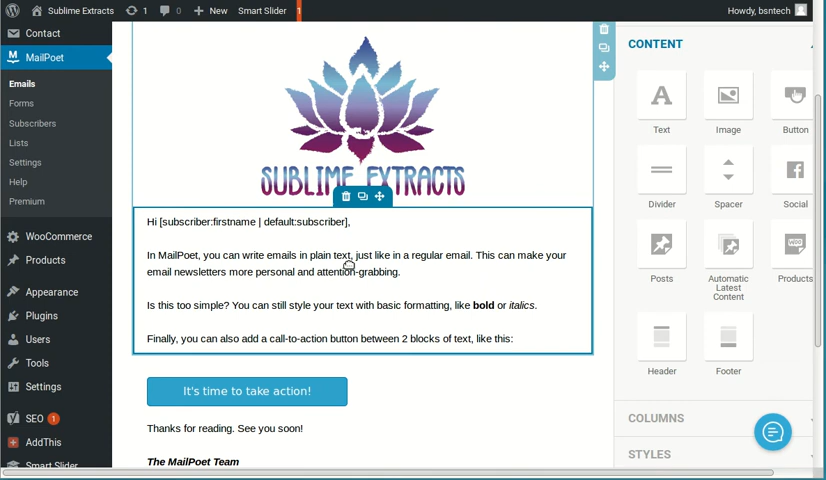 Sublime Extracts
1
0
New
Smart Slider
1
Howdy, bsntech
Contact
MailPoet
Emails
Forms
Subscribers
Lists
Settings
Help
Premium
WooCommerce
Products
Appearance
Plugins
Users
Tools
Settings
SEO 1
AddThis
Smart Slider
SUBLIME EXTRACTS
Hi [subscriber:firstname | default:subscriber],
In MailPoet, you can write emails in plain text, just like in a regular email. This can make your
email newsletters more personal and attention-grabbing.
Is this too simple? You can still style your text with basic formatting, like bold or italics.
Finally, you can also add a call-to-action button between 2 blocks of text, like this:
It's time to take action!
Thanks for reading. See you soon!
The MailPoet Team
CONTENT
Text
Image
Button
Divider
Spacer
Social
Posts
Automatic
Latest
Content
WOO
Products
Header
Footer
COLUMNS
STYLES